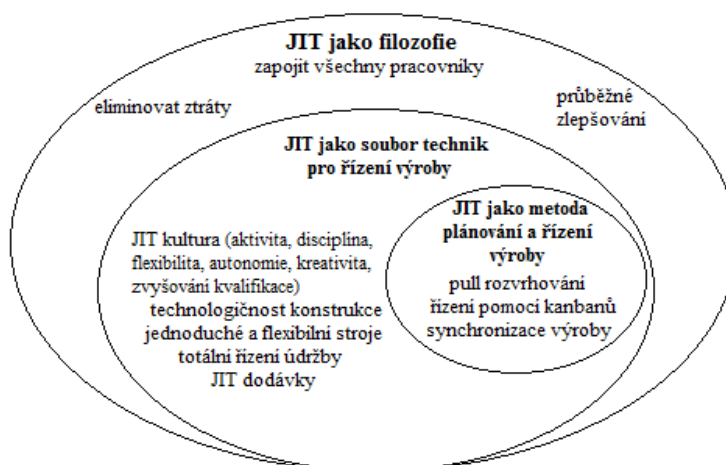 JIT jako filozofie
zapojit všechny pracovníky
eliminovat ztráty
průběžné
zlepšování
JIT jako soubor technik
pro řízení výroby
JIT kultura (aktivita, disciplína,
flexibilita, autonomie, kreativita,
zvyšování kvalifikace)
technologičnost konstrukce
jednoduché a flexibilní stroje
totální řízení údržby
JIT dodávky
JIT jako metoda
plánování a řízení
výroby
pull rozvrhování
řízení pomocí kanbanů
synchronizace výroby